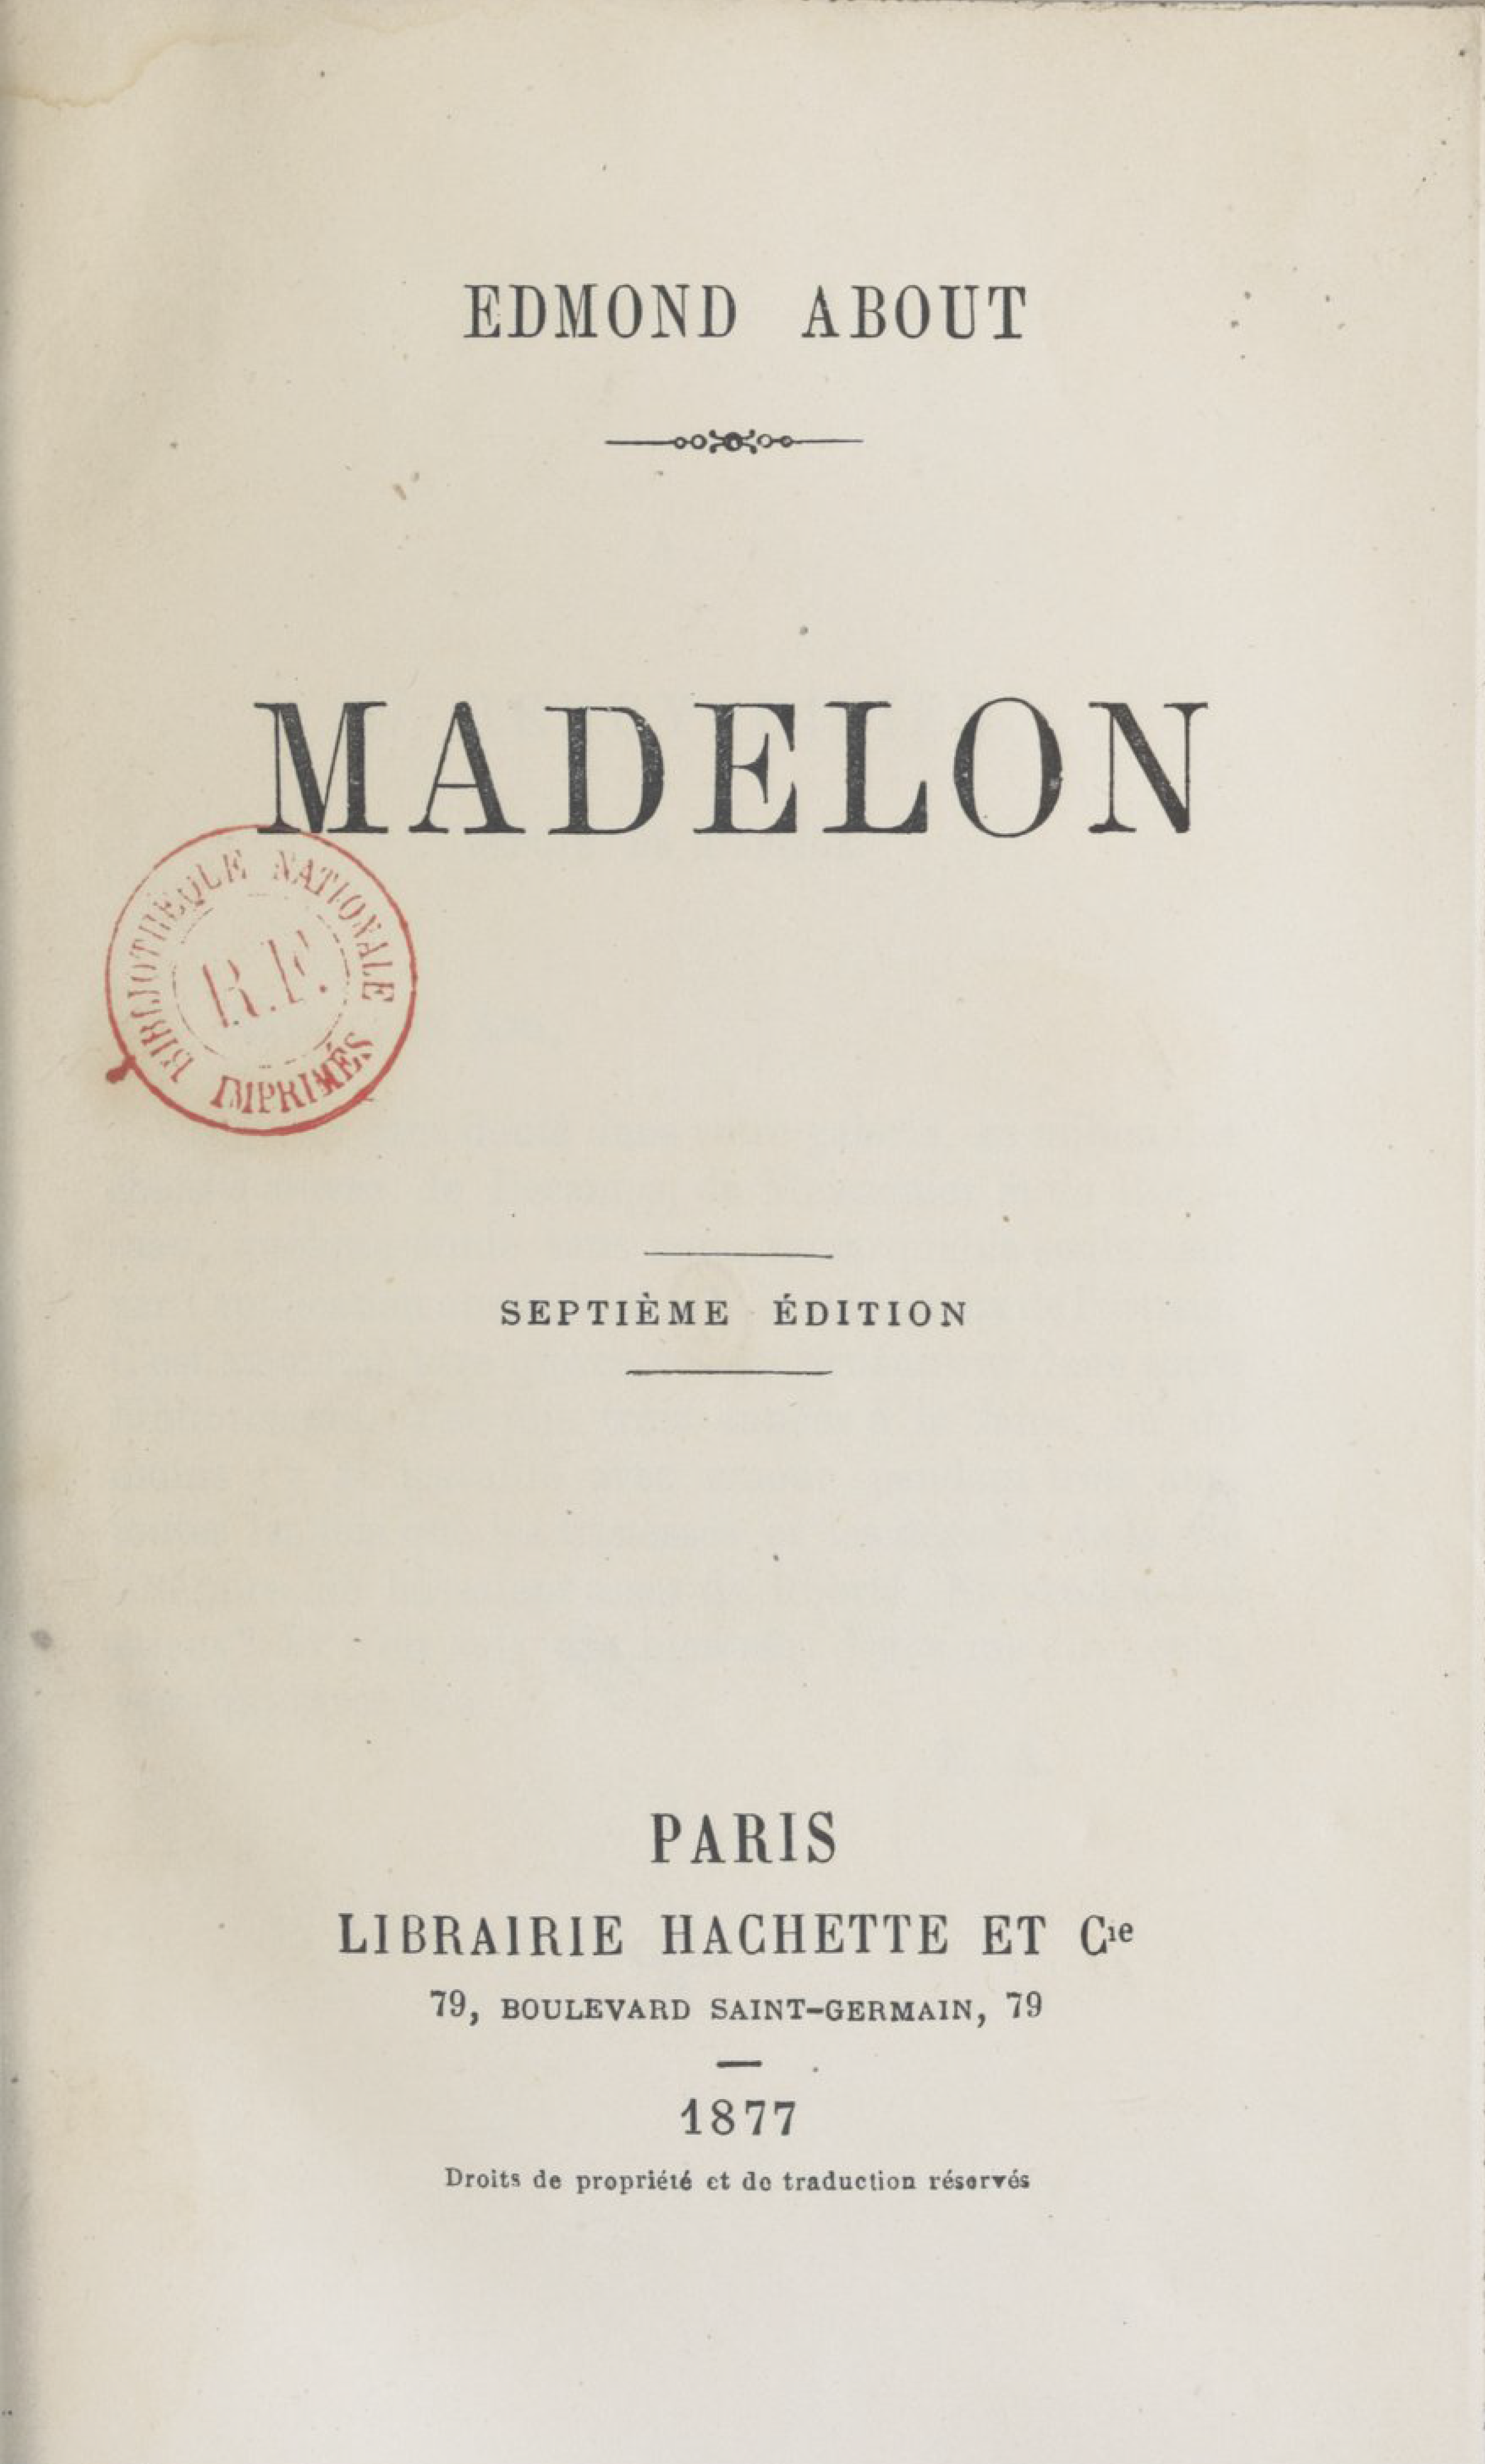 EDMOND ABOUT
MADELON
BIBLIOTHÈQUE NATIONALE
R.F.
IMPRIMÉS
SEPTIÈME ÉDITION
PARIS
LIBRAIRIE HACHETTE ET Cie
79, BOULEVARD SAINT-GERMAIN, 79
1877
Droits de propriété et de traduction réservés